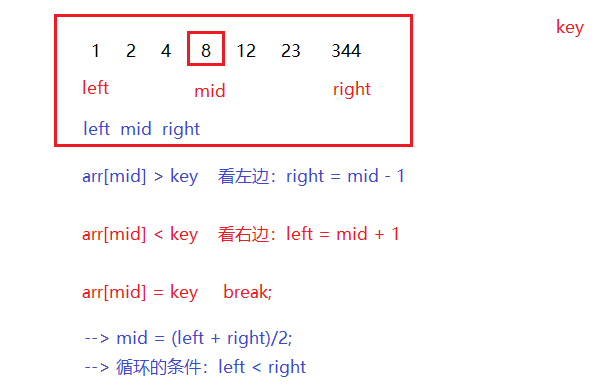 key
1 2 4 8 12 23 344
left mid right
left mid right
arr[mid] > key 看左边：right = mid - 1
arr[mid] < key 看右边：left = mid + 1
arr[mid] = key break;
--> mid = (left + right)/2;
--> 循环的条件：left < right